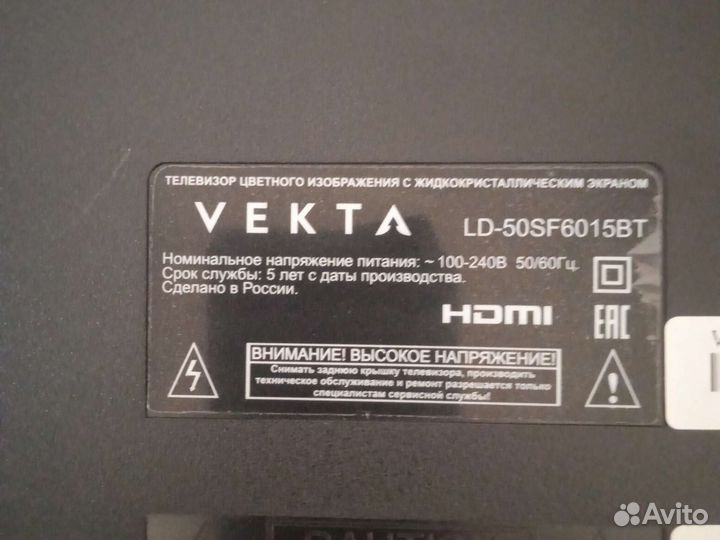 ТЕЛЕВИЗОР ЦВЕТНОГО ИЗОБРАЖЕНИЯ С ЖИДКОКРИСТАЛЛИЧЕСКИМ ЭКРАНОМ
VEKTA LD-50SF6015BT
Номинальное напряжение питания: ~ 100-240В 50/60Гц.
Срок службы: 5 лет с даты производства.
Сделано в России.
HDMI EAC
ВНИМАНИЕ! ВЫСОКОЕ НАПРЯЖЕНИЕ!
Снимать заднюю крышку телевизора, производить
техническое обслуживание и ремонт разрешается только
специалистам сервисной службы!
Avito